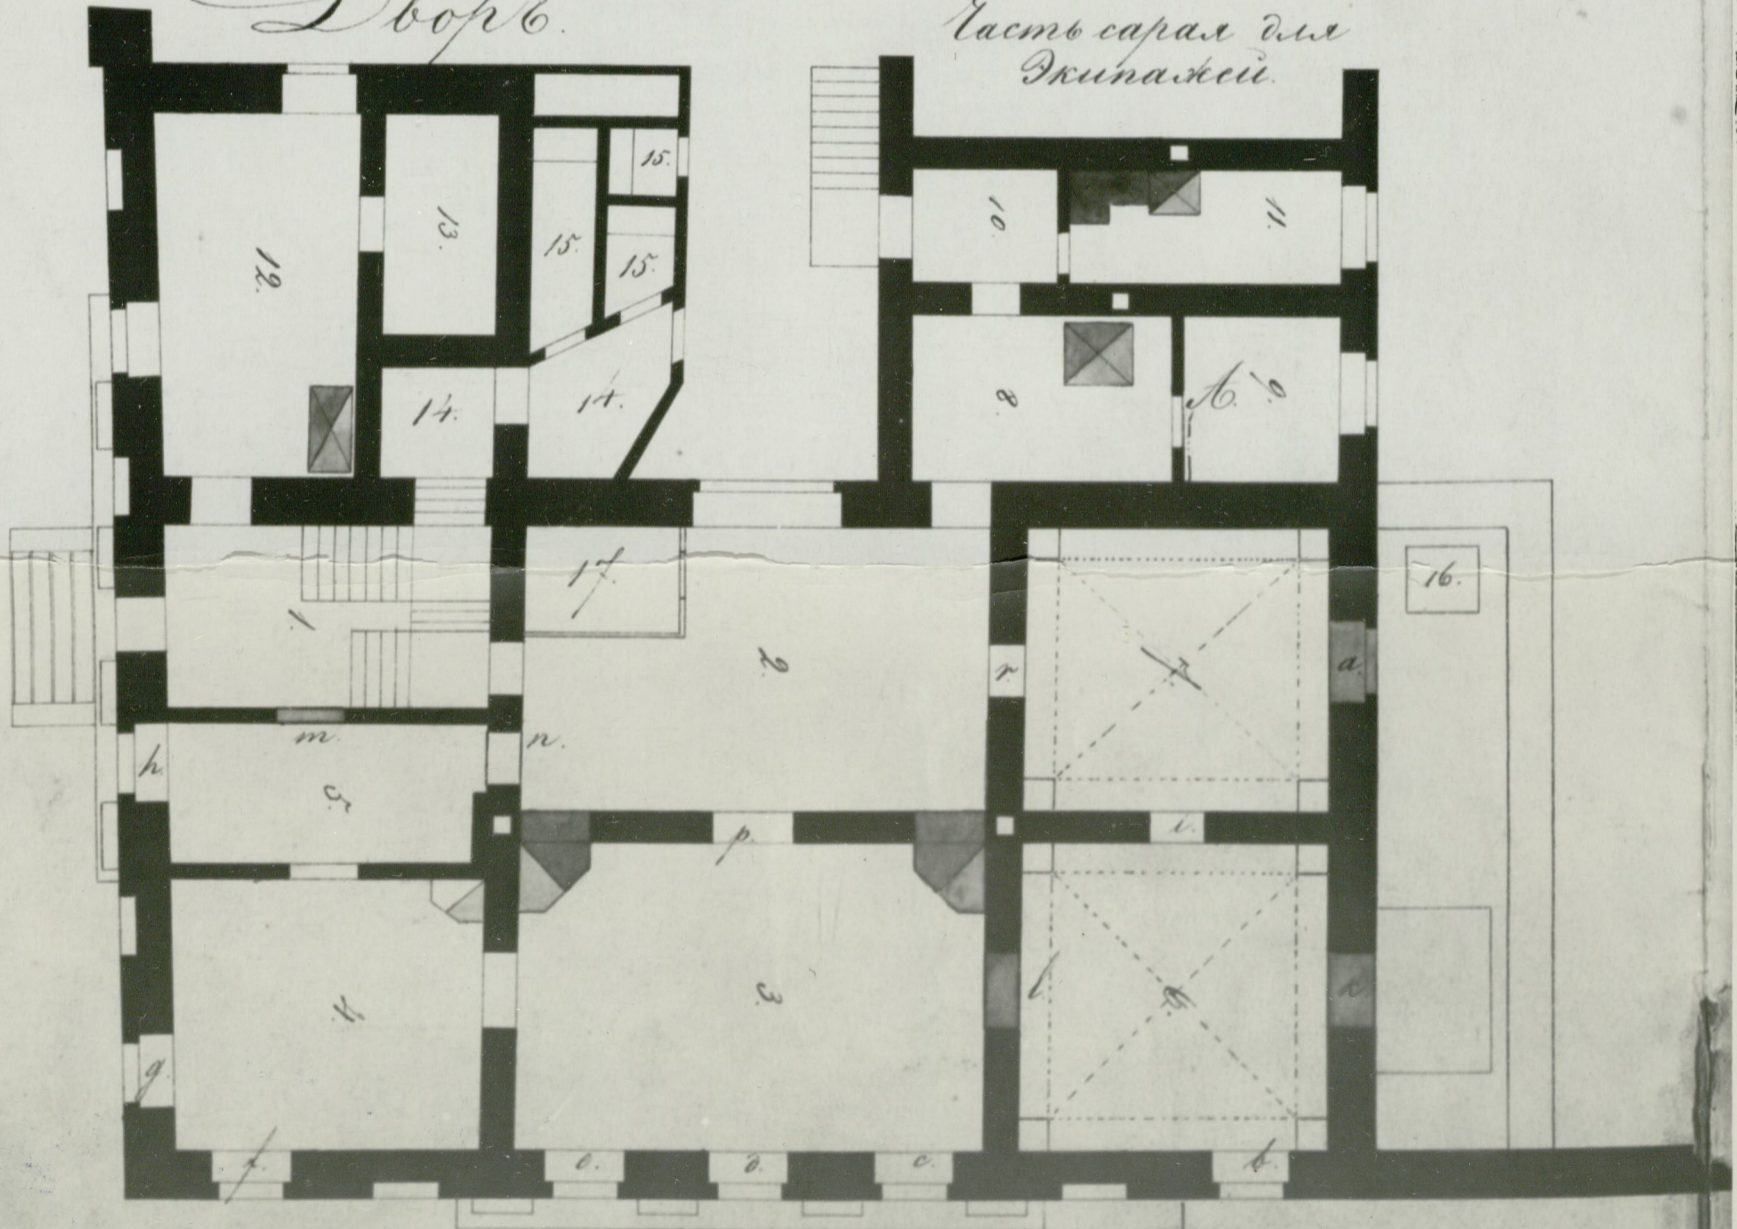 Дворъ.
Часть сарая для
Экипажей.
15.
10.
11.
13.
12.
15.
15.
8.
А.
9.
14.
14.
17.
16.
1.
2.
r.
7.
a.
m.
n.
h.
5.
p.
i.
3.
4.
l
6.
k
g.
f.
e.
d.
c.
b.